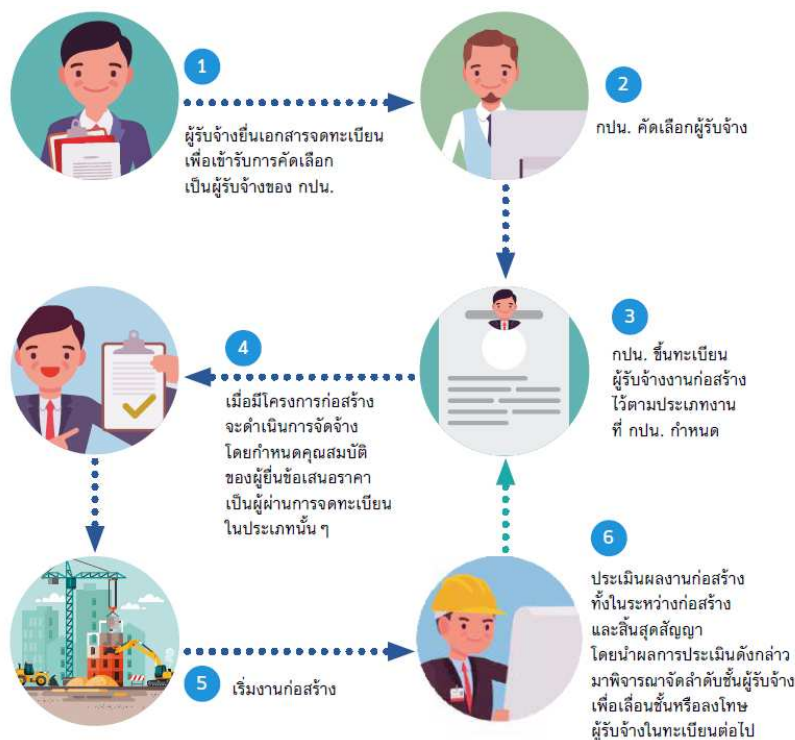 1
ผู้รับจ้างยื่นเอกสารจดทะเบียน
เพื่อเข้ารับการคัดเลือก
เป็นผู้รับจ้างของ กปน.
2
กปน. คัดเลือกผู้รับจ้าง
3
กปน. ขึ้นทะเบียน
ผู้รับจ้างงานก่อสร้าง
ไว้ตามประเภทงาน
ที่ กปน. กำหนด
4
เมื่อมีโครงการก่อสร้าง
จะดำเนินการจัดจ้าง
โดยกำหนดคุณสมบัติ
ของผู้ยื่นข้อเสนอราคา
เป็นผู้ผ่านการจดทะเบียน
ในประเภทนั้น ๆ
5
เริ่มงานก่อสร้าง
6
ประเมินผลงานก่อสร้าง
ทั้งในระหว่างก่อสร้าง
และสิ้นสุดสัญญา
โดยนำผลการประเมินดังกล่าว
มาพิจารณาจัดลำดับชั้นผู้รับจ้าง
เพื่อเลื่อนชั้นหรือลงโทษ
ผู้รับจ้างในทะเบียนต่อไป